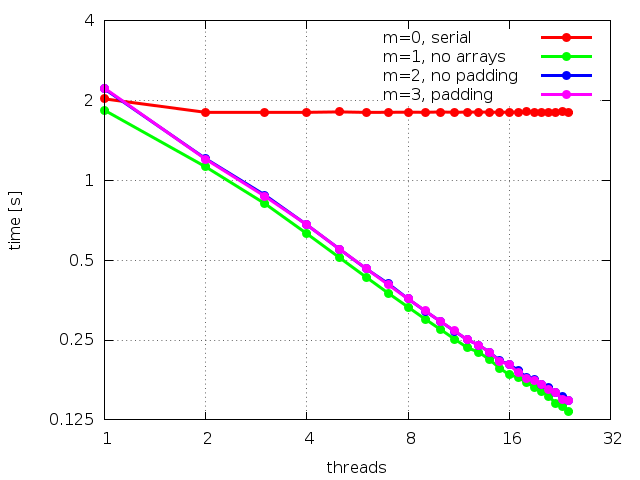 4
m=0, serial
m=1, no arrays
m=2, no padding
m=3, padding
2
1
time [s]
0.5
0.25
0.125
1 2 4 8 16 32
threads